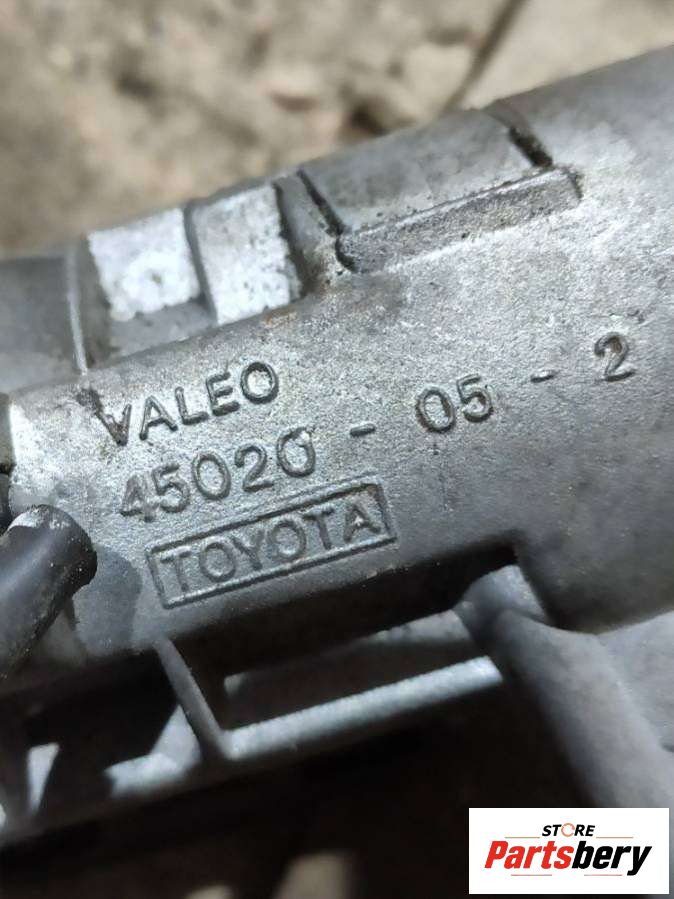 VALEO
45020 - 05 - 2
TOYOTA
STORE
Partsbery